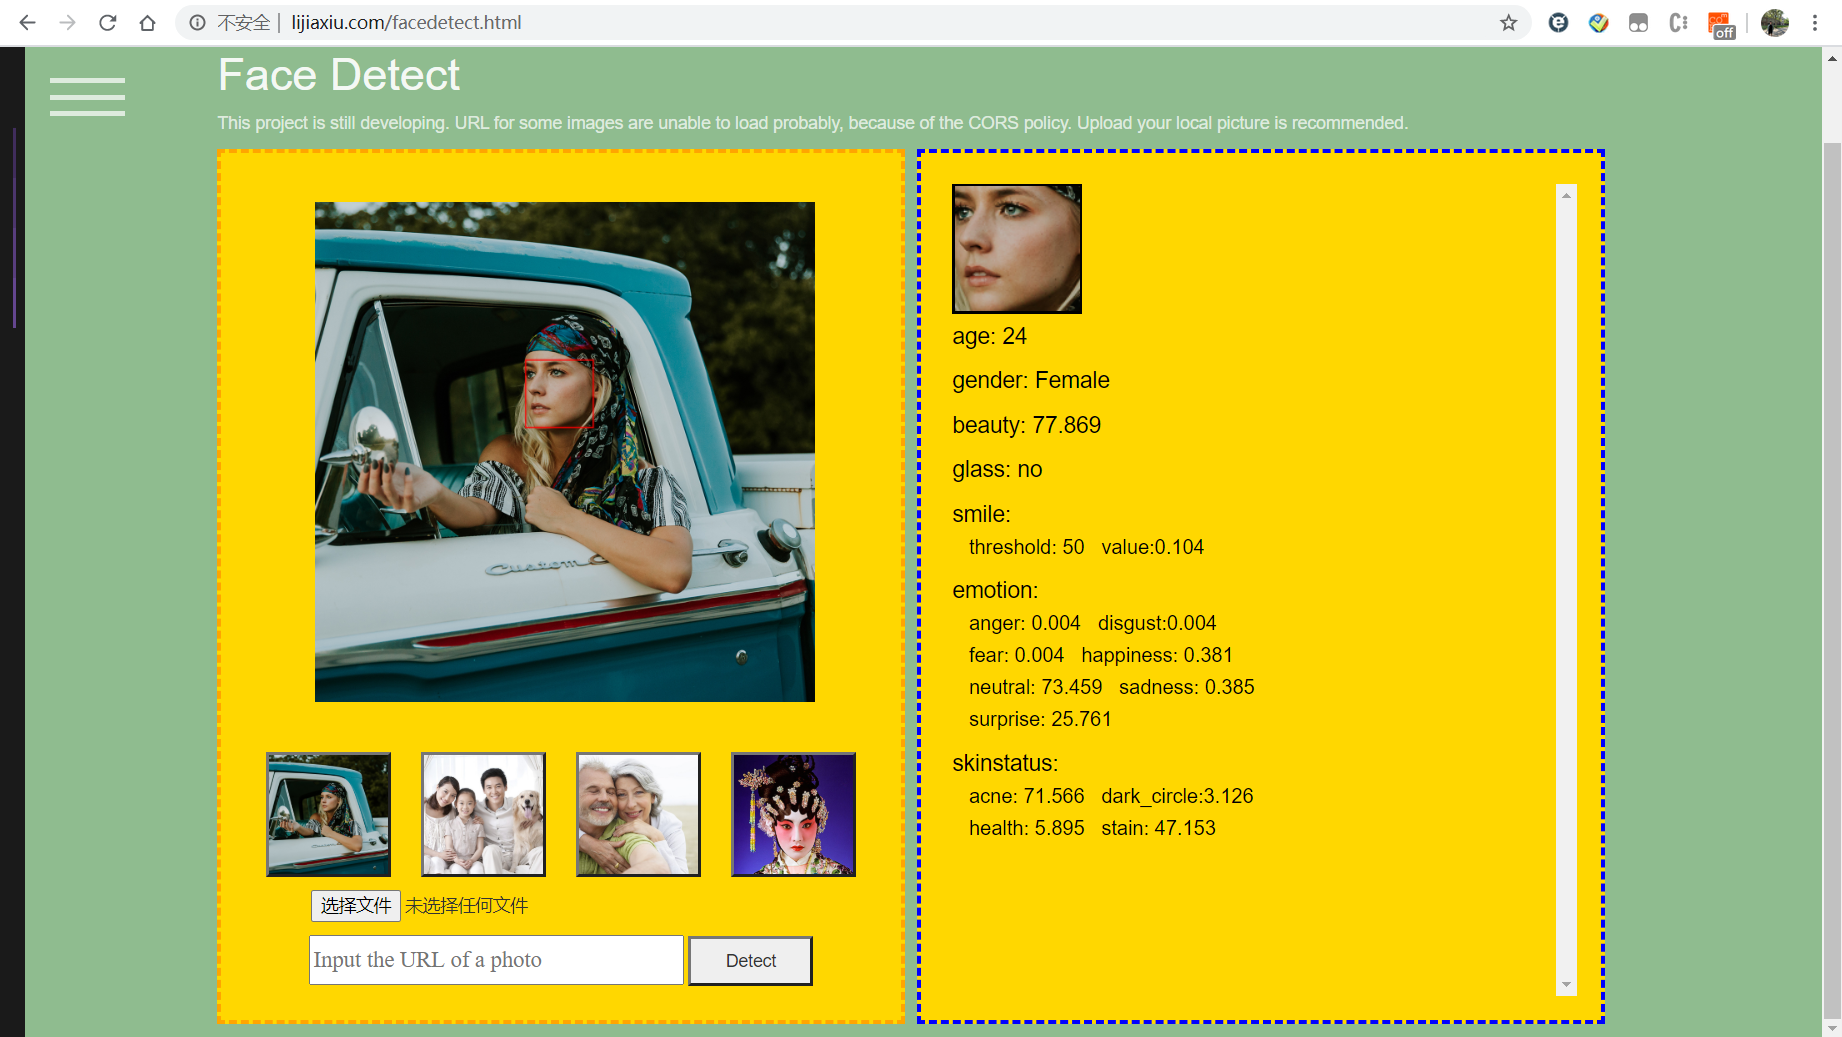 不安全 | lijiaxiu.com/facedetect.html
off
Face Detect
This project is still developing. URL for some images are unable to load probably, because of the CORS policy. Upload your local picture is recommended.
Custom C
选择文件 未选择任何文件
Input the URL of a photo
Detect
age: 24
gender: Female
beauty: 77.869
glass: no
smile:
threshold: 50 value:0.104
emotion:
anger: 0.004 disgust:0.004
fear: 0.004 happiness: 0.381
neutral: 73.459 sadness: 0.385
surprise: 25.761
skinstatus:
acne: 71.566 dark_circle:3.126
health: 5.895 stain: 47.153